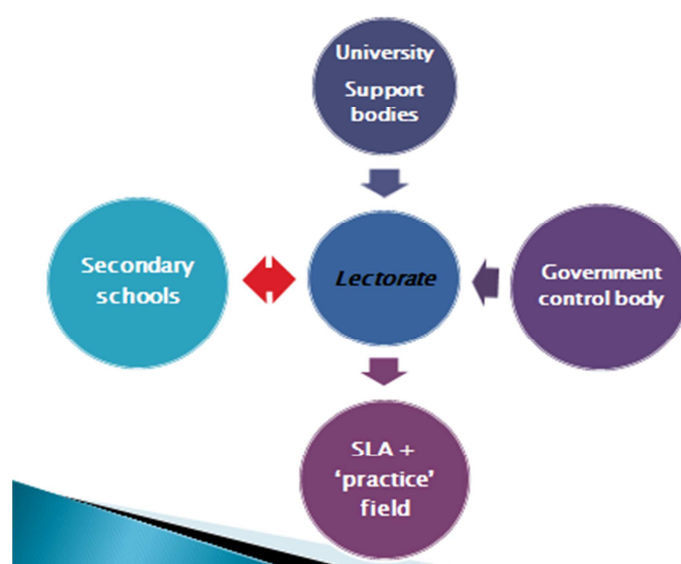 University
Support
bodies
Secondary
schools
Lectorate
Government
control body
SLA +
‘practice’
field